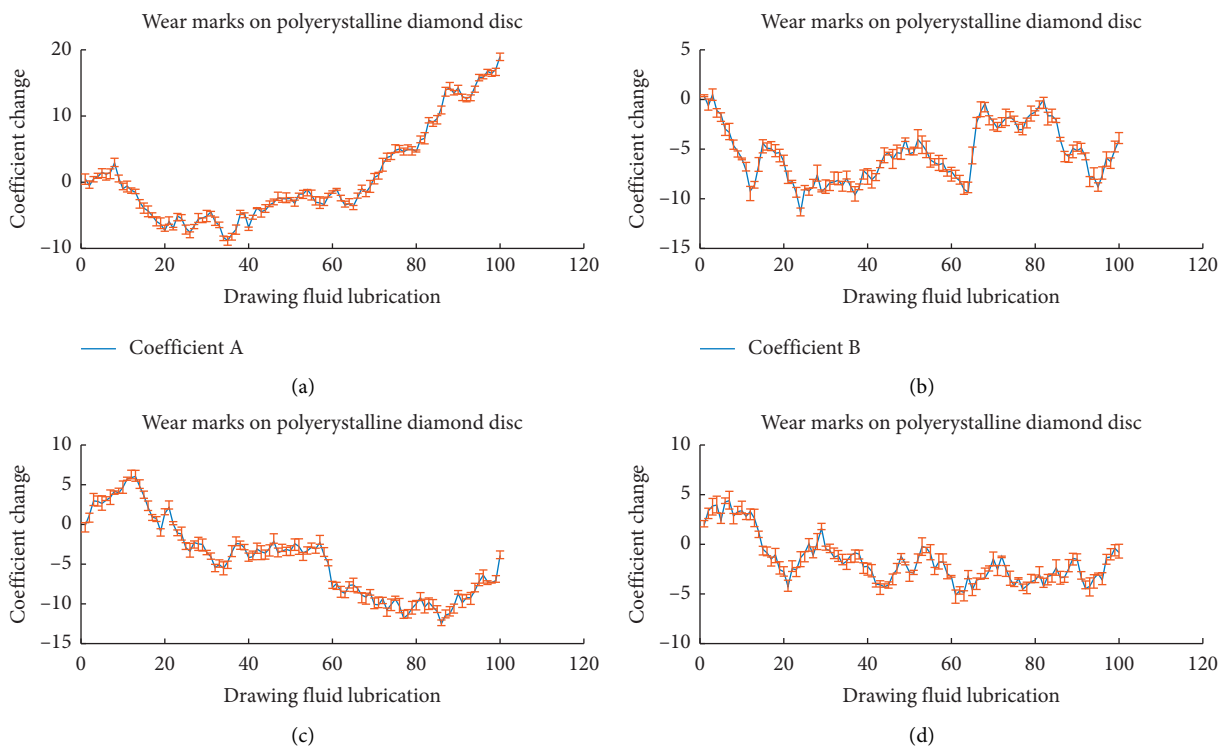 Wear marks on polyerystalline diamond disc
20
10
0
−10
Coefficient change
0 20 40 60 80 100 120
Drawing fluid lubrication
Coefficient A
(a)
Wear marks on polyerystalline diamond disc
5
0
−5
−10
−15
Coefficient change
0 20 40 60 80 100 120
Drawing fluid lubrication
Coefficient B
(b)
Wear marks on polyerystalline diamond disc
10
5
0
−5
−10
−15
Coefficient change
0 20 40 60 80 100 120
Drawing fluid lubrication
(c)
Wear marks on polyerystalline diamond disc
10
5
0
−5
−10
Coefficient change
0 20 40 60 80 100 120
Drawing fluid lubrication
(d)